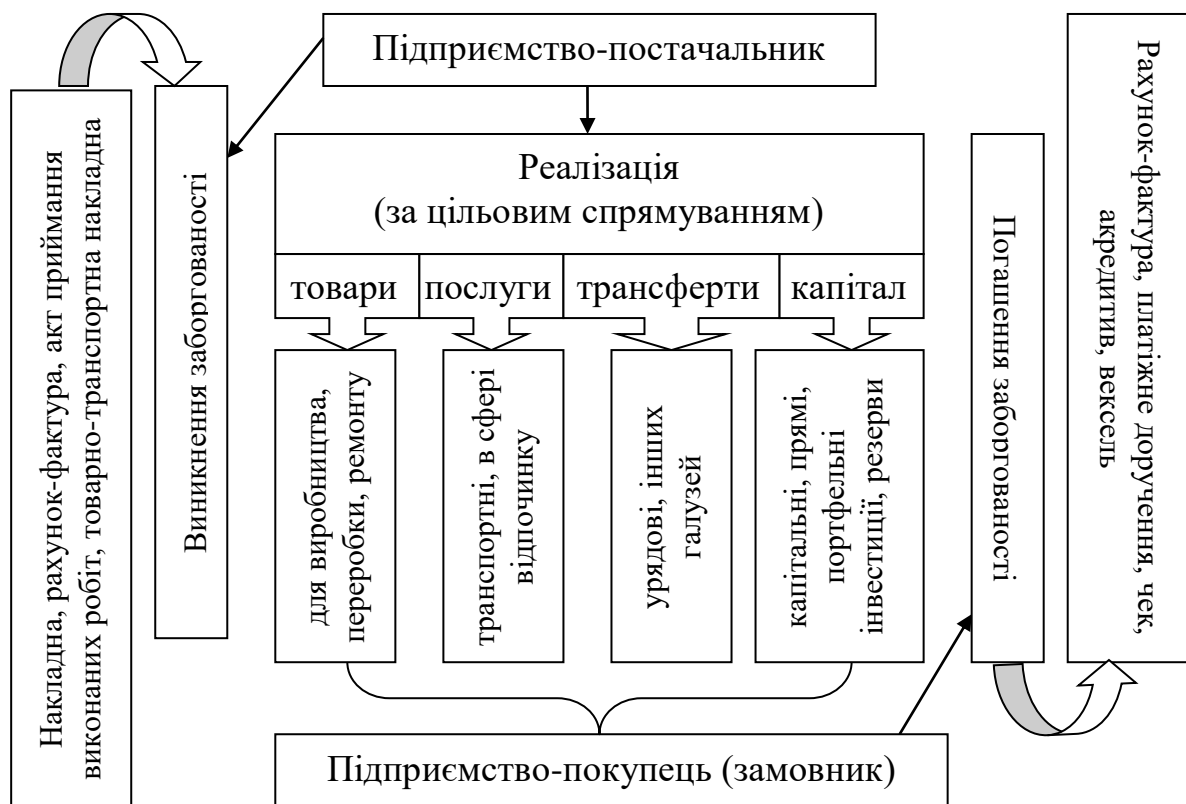 Накладна, рахунок-фактура, акт приймання
виконаних робіт, товарно-транспортна накладна
Виникнення заборгованості
Підприємство-постачальник
Реалізація
(за цільовим спрямуванням)
товари
послуги
трансферти
капітал
для виробництва,
переробки, ремонту
транспортні, в сфері
відпочинку
урядові, інших
галузей
капітальні, прямі,
портфельні
інвестиції, резерви
Підприємство-покупець (замовник)
Погашення заборгованості
Рахунок-фактура, платіжне доручення, чек,
акредитив, вексель